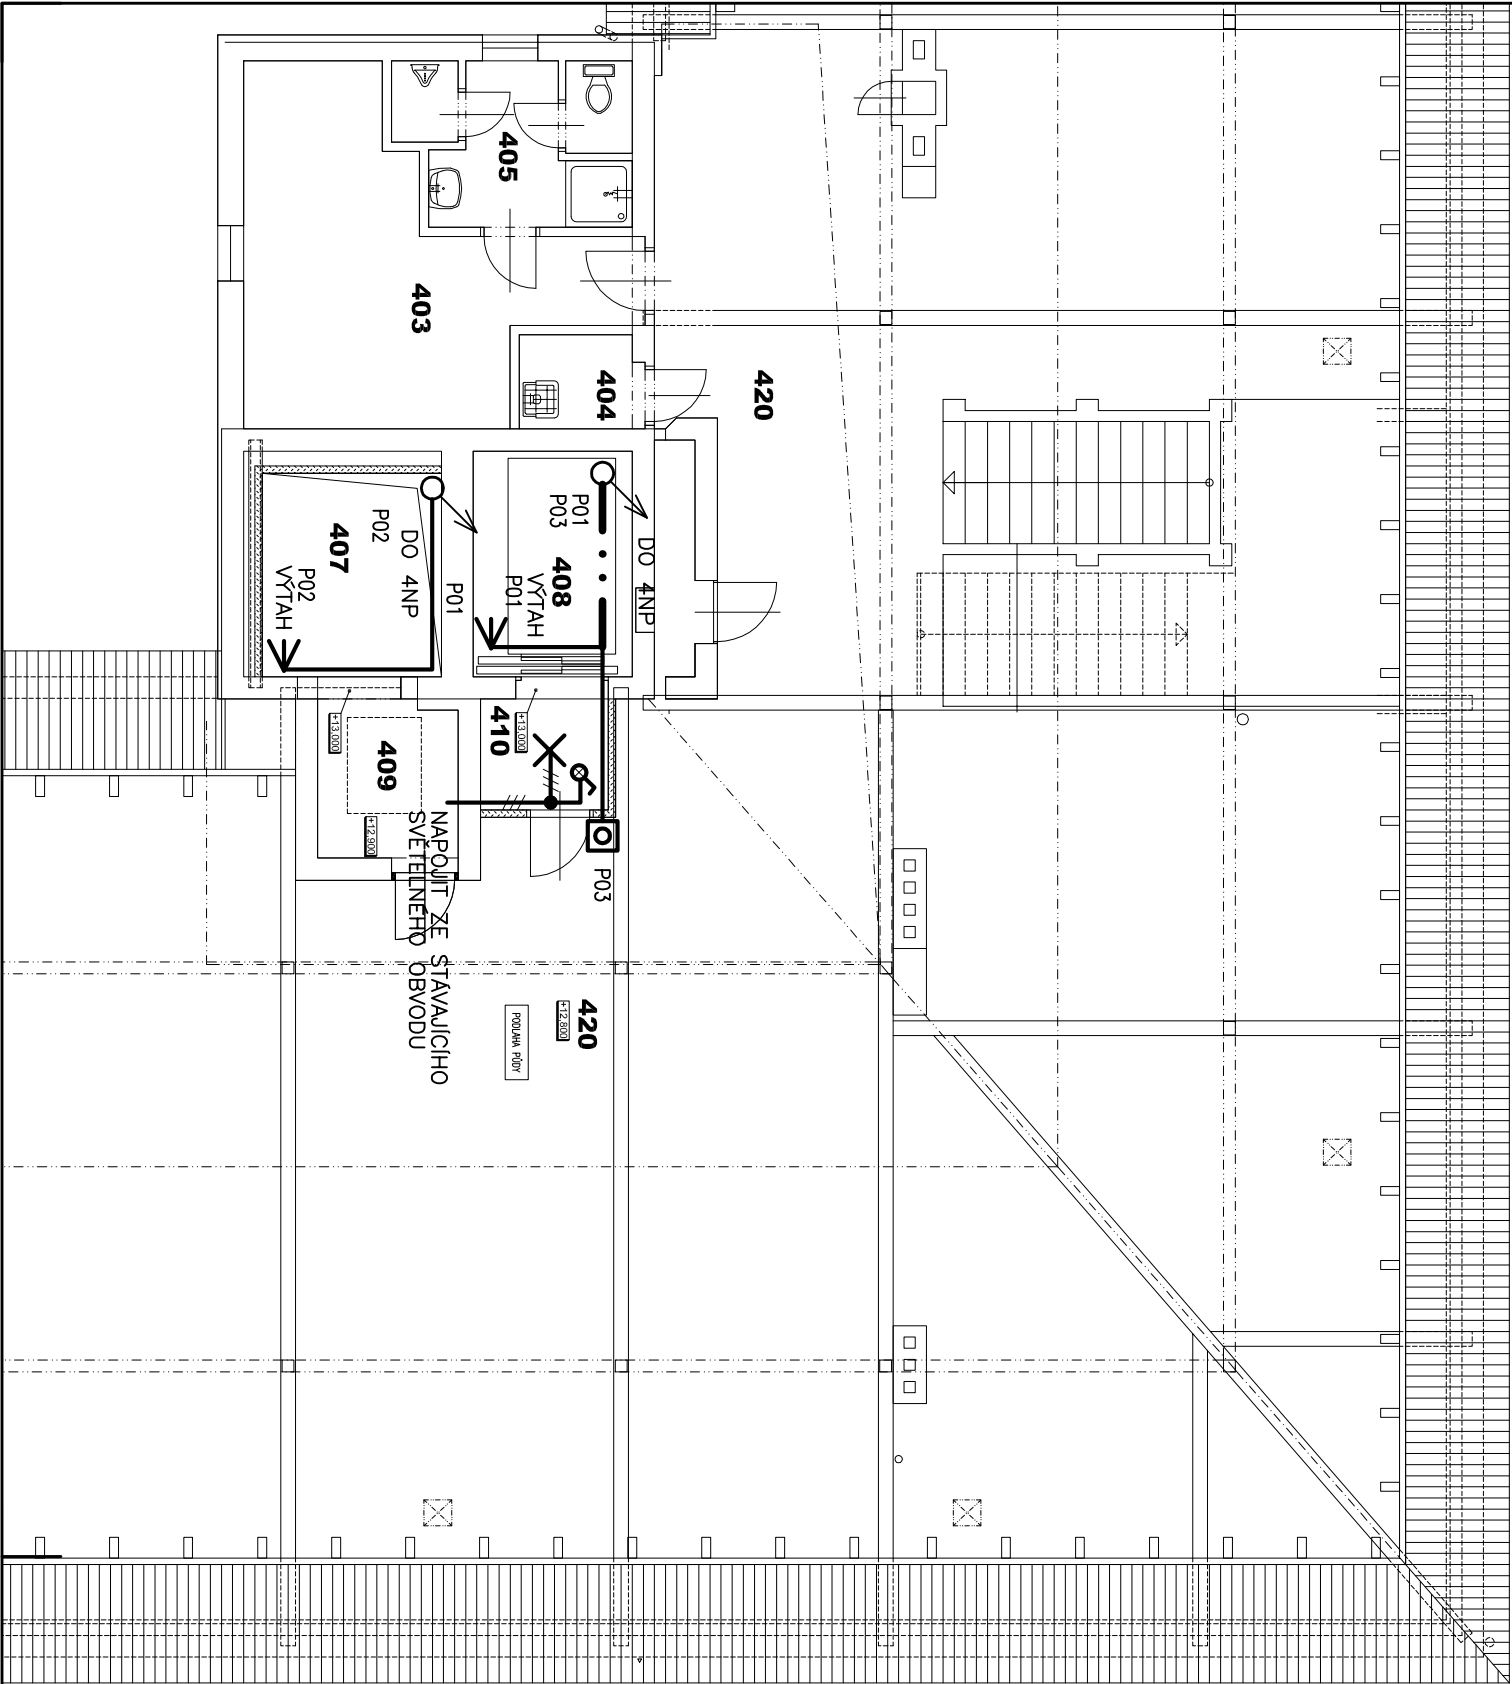 405
403
404
420
P01
P03
408
VÝTAH
P01
DO 4NP
DO 4NP
P02
407
P02
VÝTAH
P01
410
+13,000
+13,000
409
+12,900
P03
NAPOJIT ZE STÁVAJÍCÍHO
SVĚTELNÉHO OBVODU
420
+12,800
PODLAHA PŮDY